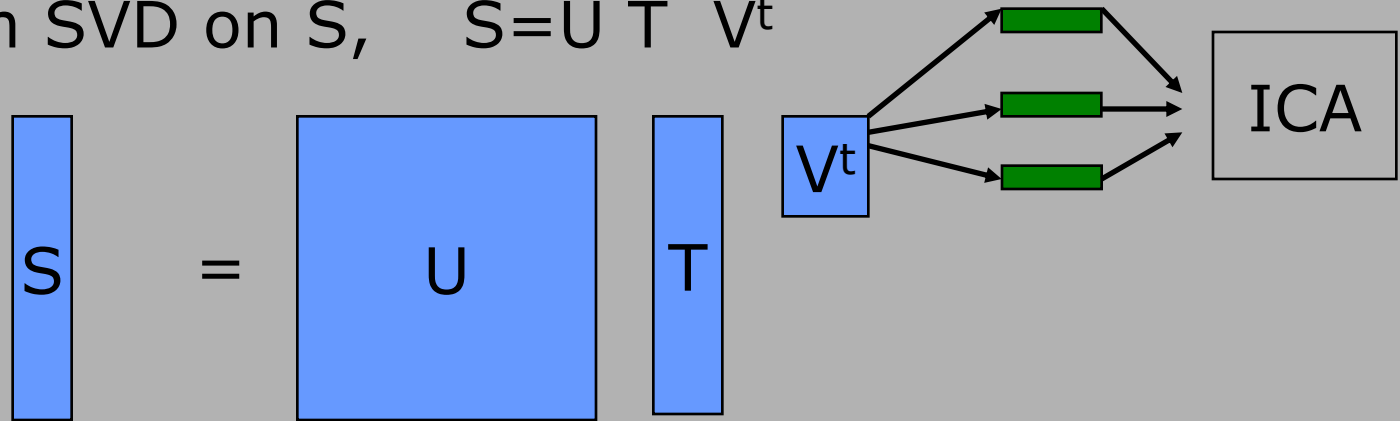 SVD on S, S=U T Vᵗ
ICA
Vᵗ
S = U T